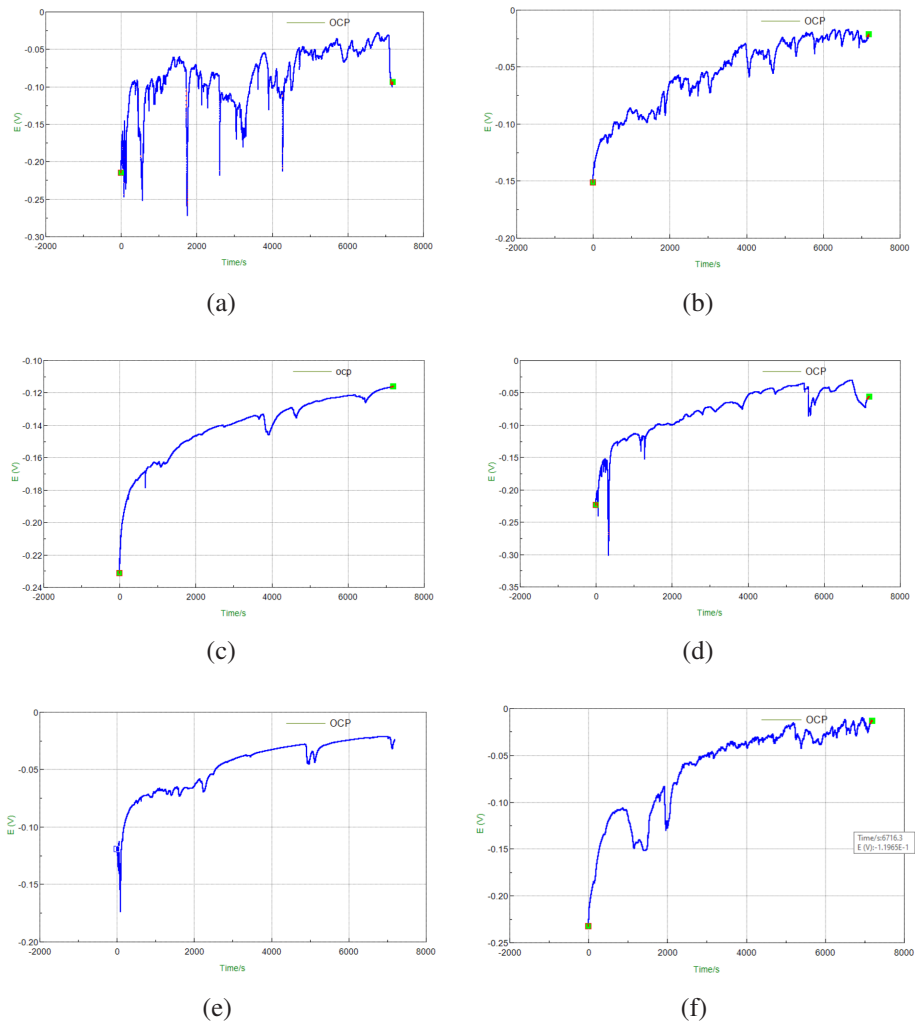 OCP
0
-0.05
-0.10
-0.15
-0.20
-0.25
-0.30
E (V)
-2000 0 2000 4000 6000 8000
Time/s
(a)
OCP
0
-0.05
-0.10
-0.15
-0.20
E (V)
-2000 0 2000 4000 6000 8000
Time/s
(b)
ocp
-0.10
-0.12
-0.14
-0.16
-0.18
-0.20
-0.22
-0.24
E (V)
-2000 0 2000 4000 6000 8000
Time/s
(c)
OCP
0
-0.05
-0.10
-0.15
-0.20
-0.25
-0.30
-0.35
E (V)
-2000 0 2000 4000 6000 8000
Time/s
(d)
OCP
0
-0.05
-0.10
-0.15
-0.20
E (V)
-2000 0 2000 4000 6000 8000
Time/s
(e)
OCP
0
-0.05
-0.10
-0.15
-0.20
-0.25
E (V)
Time/s:6716.3
E (V):-1.1965E-1
-2000 0 2000 4000 6000 8000
Time/s
(f)